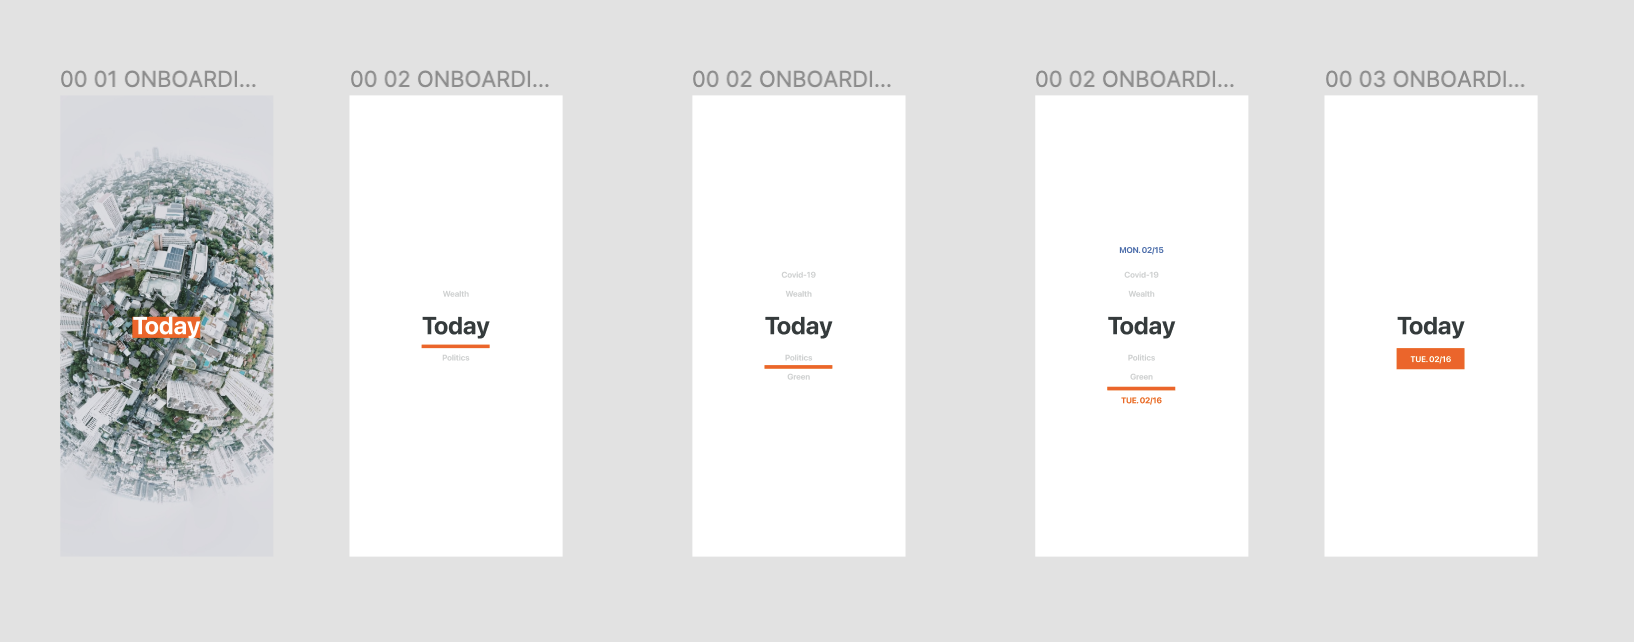 00 01 ONBOARDI...
Today
00 02 ONBOARDI...
Wealth
Today
Politics
00 02 ONBOARDI...
Covid-19
Wealth
Today
Politics
Green
00 02 ONBOARDI...
MON. 02/15
Covid-19
Wealth
Today
Politics
Green
TUE. 02/16
00 03 ONBOARDI...
Today
TUE. 02/16